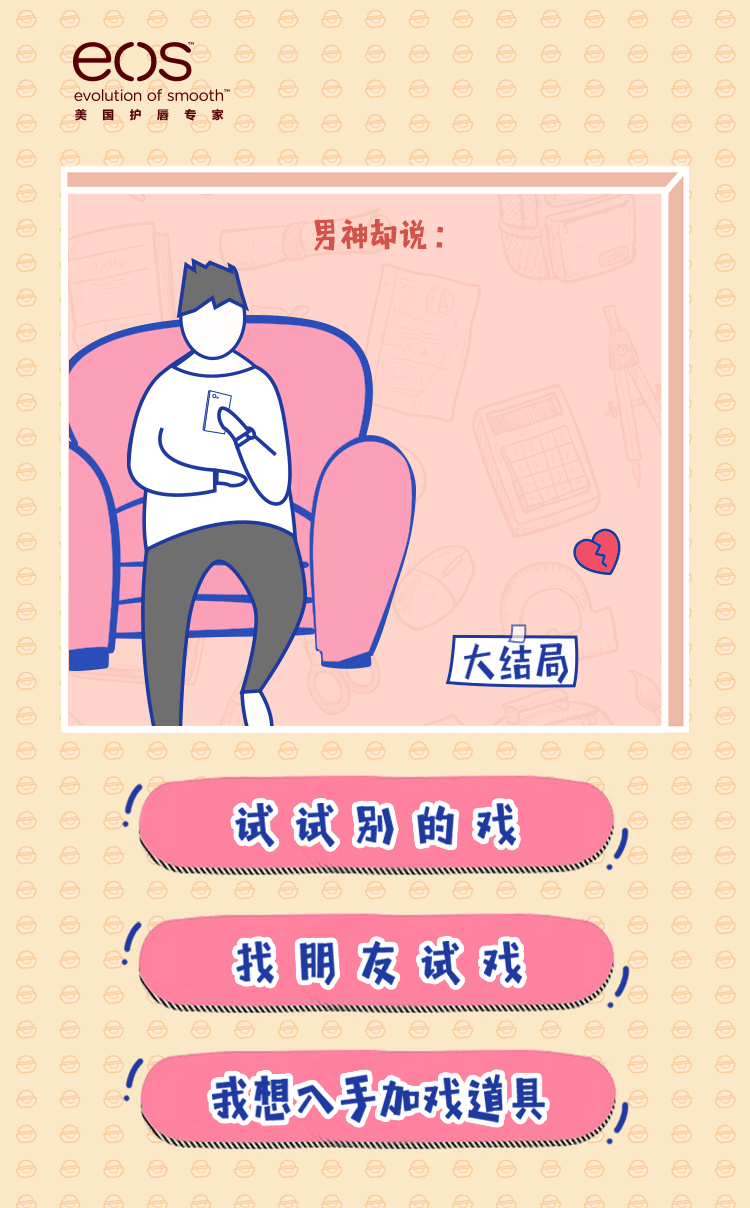 eos™
evolution of smooth™
美国护唇专家
男神却说：
大结局
试试别的戏
找朋友试戏
我想入手加戏道具